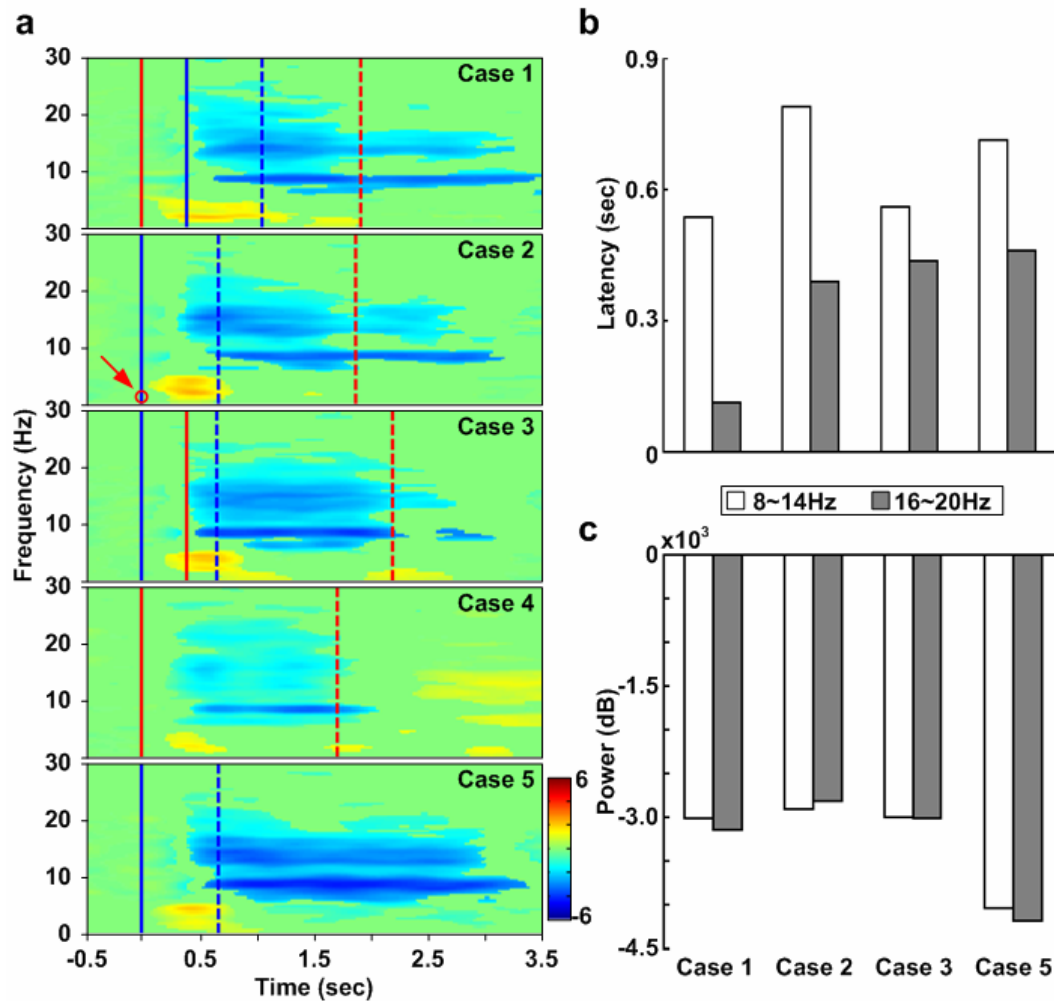 a
b
30
Case 1
20
10
Case 2
20
10
30
Case 3
20
10
30
Case 4
20
10
30
Case 5
20
10
0
-0.5
0.5
1.5
2.5
3.5
Time (sec)
Frequency (Hz)
6
-6
0.9
0.6
0.3
0
Latency (sec)
8~14Hz
16~20Hz
c
x10³
0
-1.5
-3.0
-4.5
Power (dB)
Case 1
Case 2
Case 3
Case 5